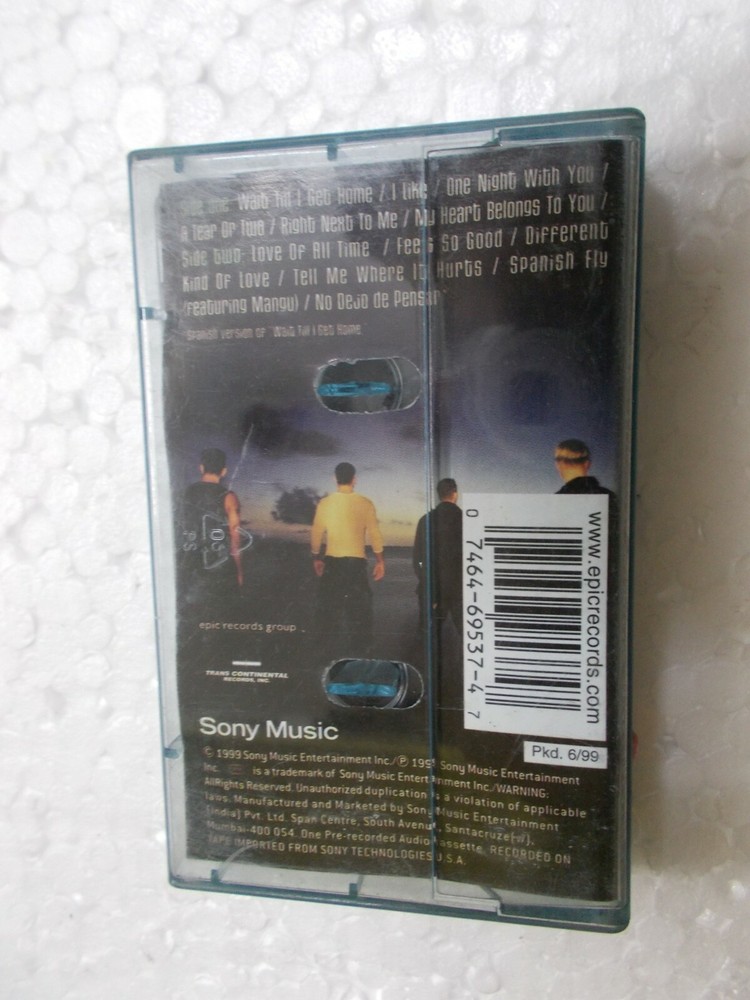 Wait Till I Get Home / I Like / One Night With You /
A Tear Or Two / Right Next To Me / My Heart Belongs To You /
Side two: Love Of All Time / Feels So Good / Different
Kind Of Love / Tell Me Where It Hurts / Spanish Fly
(Featuring Mangu) / No Dejo de Pensar
Spanish version of "Wait Till I Get Home"
05
PS
epic records group
TRANS CONTINENTAL
RECORDS, INC.
www.epicrecords.com
0 7464-69537-4 7
Pkd. 6/99
Sony Music
© 1999 Sony Music Entertainment Inc./℗ Sony Music Entertainment
Inc. is a trademark of Sony Music Entertainment Inc./WARNING:
All Rights Reserved. Unauthorized duplication is a violation of applicable
laws. Manufactured and Marketed by Sony Music Entertainment
[India] Pvt. Ltd. Span Centre, South Avenue, Santacruz[w],
Mumbai-400 054. One Pre-recorded Audio Cassette. RECORDED ON
TAPE IMPORTED FROM SONY TECHNOLOGIES U.S.A.